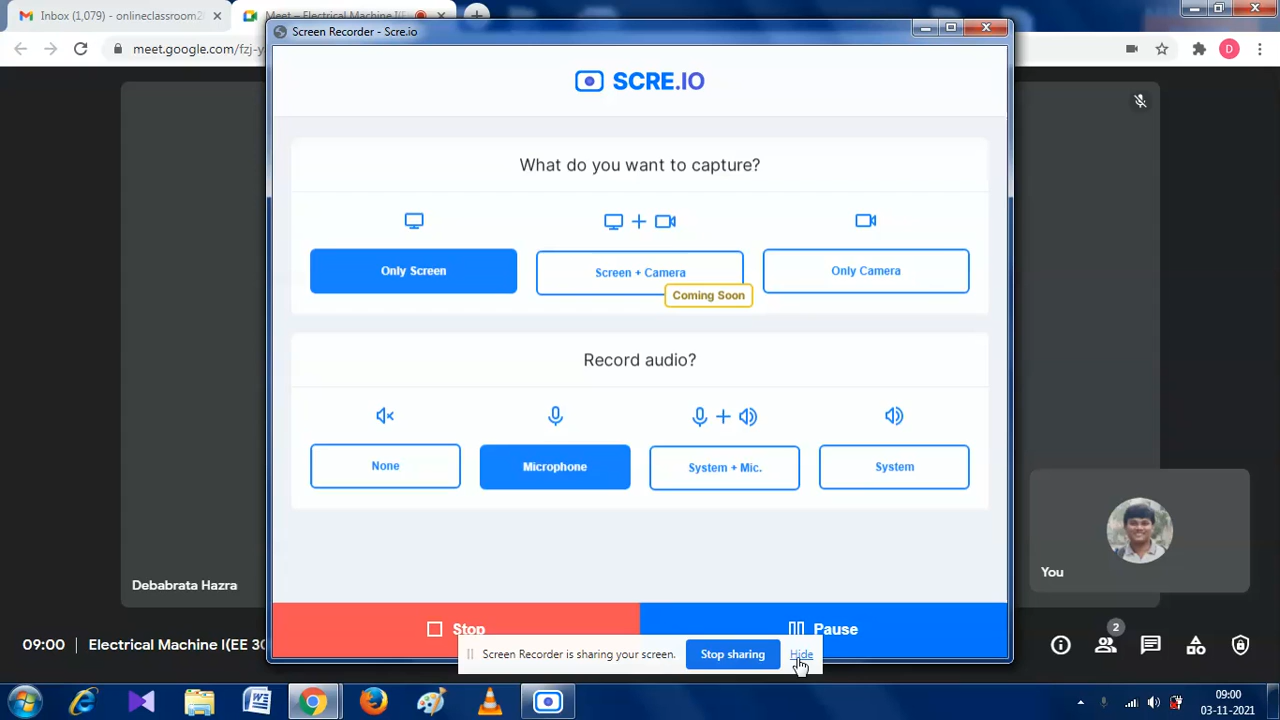 Inbox (1,079) - onlineclassroom2
Meet – Electrical Machine I(EE
Screen Recorder - Scre.io
meet.google.com/fzj-y
D
SCRE.IO
What do you want to capture?
Only Screen
Screen + Camera
Only Camera
Coming Soon
Record audio?
None
Microphone
System + Mic.
System
Debabrata Hazra
You
Stop
Pause
Screen Recorder is sharing your screen.
Stop sharing
Hide
09:00
Electrical Machine I(EE 30
2
09:00
03-11-2021